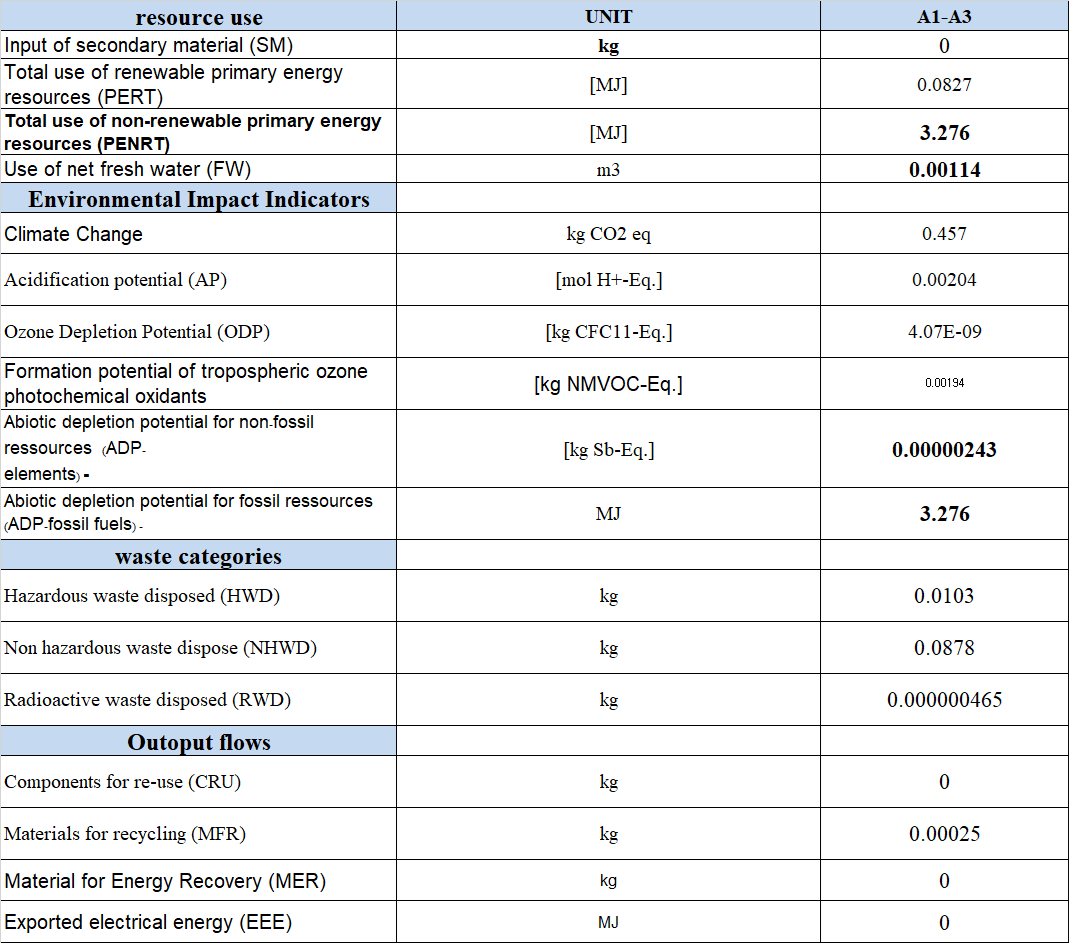 resource use UNIT A1-A3
Input of secondary material (SM) kg 0
Total use of renewable primary energy
resources (PERT) [MJ] 0.0827
Total use of non-renewable primary energy
resources (PENRT) [MJ] 3.276
Use of net fresh water (FW) m3 0.00114
Environmental Impact Indicators
Climate Change kg CO2 eq 0.457
Acidification potential (AP) [mol H+-Eq.] 0.00204
Ozone Depletion Potential (ODP) [kg CFC11-Eq.] 4.07E-09
Formation potential of tropospheric ozone
photochemical oxidants [kg NMVOC-Eq.] 0.00194
Abiotic depletion potential for non-fossil
ressources (ADP-
elements) - [kg Sb-Eq.] 0.00000243
Abiotic depletion potential for fossil ressources
(ADP-fossil fuels) - MJ 3.276
waste categories
Hazardous waste disposed (HWD) kg 0.0103
Non hazardous waste dispose (NHWD) kg 0.0878
Radioactive waste disposed (RWD) kg 0.000000465
Outoput flows
Components for re-use (CRU) kg 0
Materials for recycling (MFR) kg 0.00025
Material for Energy Recovery (MER) kg 0
Exported electrical energy (EEE) MJ 0